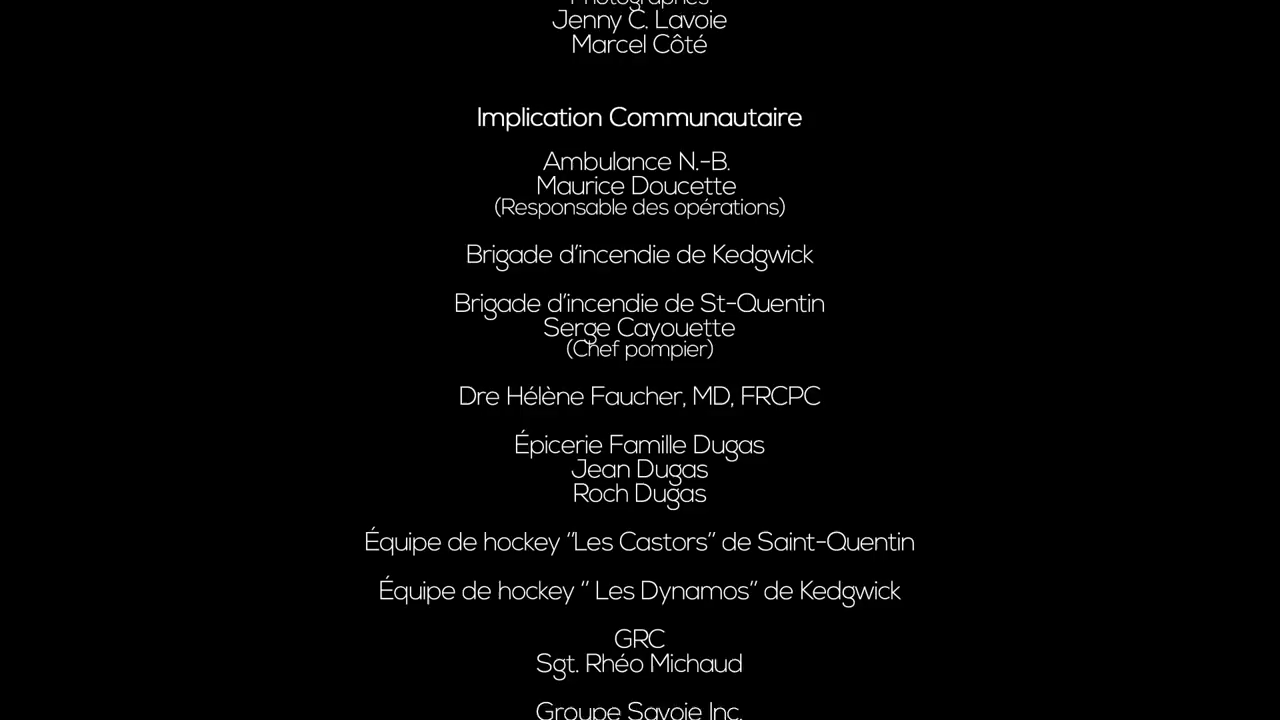 Photographes
Jenny C. Lavoie
Marcel Côté
Implication Communautaire
Ambulance N.-B.
Maurice Doucette
(Responsable des opérations)
Brigade d'incendie de Kedgwick
Brigade d'incendie de St-Quentin
Serge Cayouette
(Chef pompier)
Dre Hélène Faucher, MD, FRCPC
Épicerie Famille Dugas
Jean Dugas
Roch Dugas
Équipe de hockey "Les Castors" de Saint-Quentin
Équipe de hockey " Les Dynamos" de Kedgwick
GRC
Sgt. Rhéo Michaud
Groupe Savoie Inc.